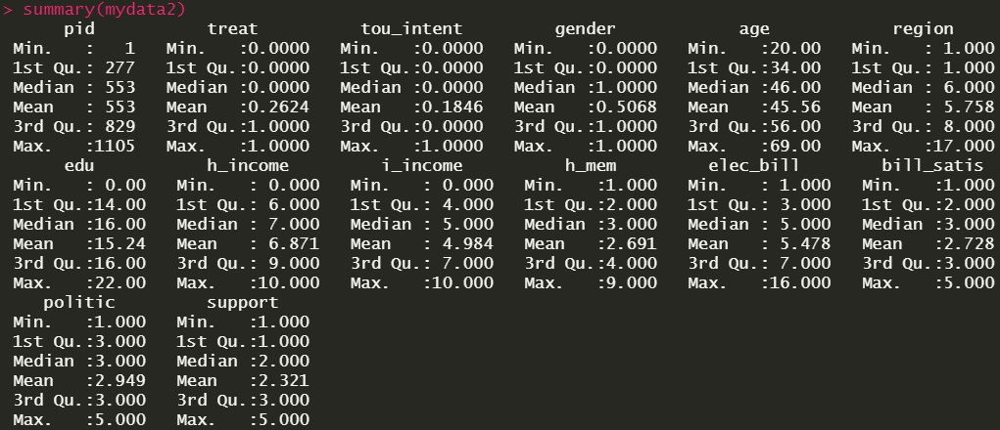 > summary(mydata2)
pid treat tou_intent gender age region
Min. : 1 Min. :0.0000 Min. :0.0000 Min. :0.0000 Min. :20.00 Min. : 1.000
1st Qu.: 277 1st Qu.:0.0000 1st Qu.:0.0000 1st Qu.:0.0000 1st Qu.:34.00 1st Qu.: 1.000
Median : 553 Median :0.0000 Median :0.0000 Median :1.0000 Median :46.00 Median : 6.000
Mean : 553 Mean :0.2624 Mean :0.1846 Mean :0.5068 Mean :45.56 Mean : 5.758
3rd Qu.: 829 3rd Qu.:1.0000 3rd Qu.:0.0000 3rd Qu.:1.0000 3rd Qu.:56.00 3rd Qu.: 8.000
Max. :1105 Max. :1.0000 Max. :1.0000 Max. :1.0000 Max. :69.00 Max. :17.000
edu h_income i_income h_mem elec_bill bill_satis
Min. : 0.00 Min. : 0.000 Min. : 0.000 Min. :1.000 Min. : 1.000 Min. :1.000
1st Qu.:14.00 1st Qu.: 6.000 1st Qu.: 4.000 1st Qu.:2.000 1st Qu.: 3.000 1st Qu.:2.000
Median :16.00 Median : 7.000 Median : 5.000 Median :3.000 Median : 5.000 Median :3.000
Mean :15.24 Mean : 6.871 Mean : 4.984 Mean :2.691 Mean : 5.478 Mean :2.728
3rd Qu.:16.00 3rd Qu.: 9.000 3rd Qu.: 7.000 3rd Qu.:4.000 3rd Qu.: 7.000 3rd Qu.:3.000
Max. :22.00 Max. :10.000 Max. :10.000 Max. :9.000 Max. :16.000 Max. :5.000
politic support
Min. :1.000 Min. :1.000
1st Qu.:3.000 1st Qu.:1.000
Median :3.000 Median :2.000
Mean :2.949 Mean :2.321
3rd Qu.:3.000 3rd Qu.:3.000
Max. :5.000 Max. :5.000